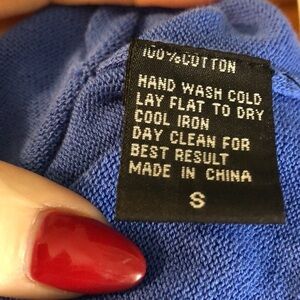 100%COTTON
HAND WASH COLD
LAY FLAT TO DRY
COOL IRON
DAY CLEAN FOR
BEST RESULT
MADE IN CHINA
S